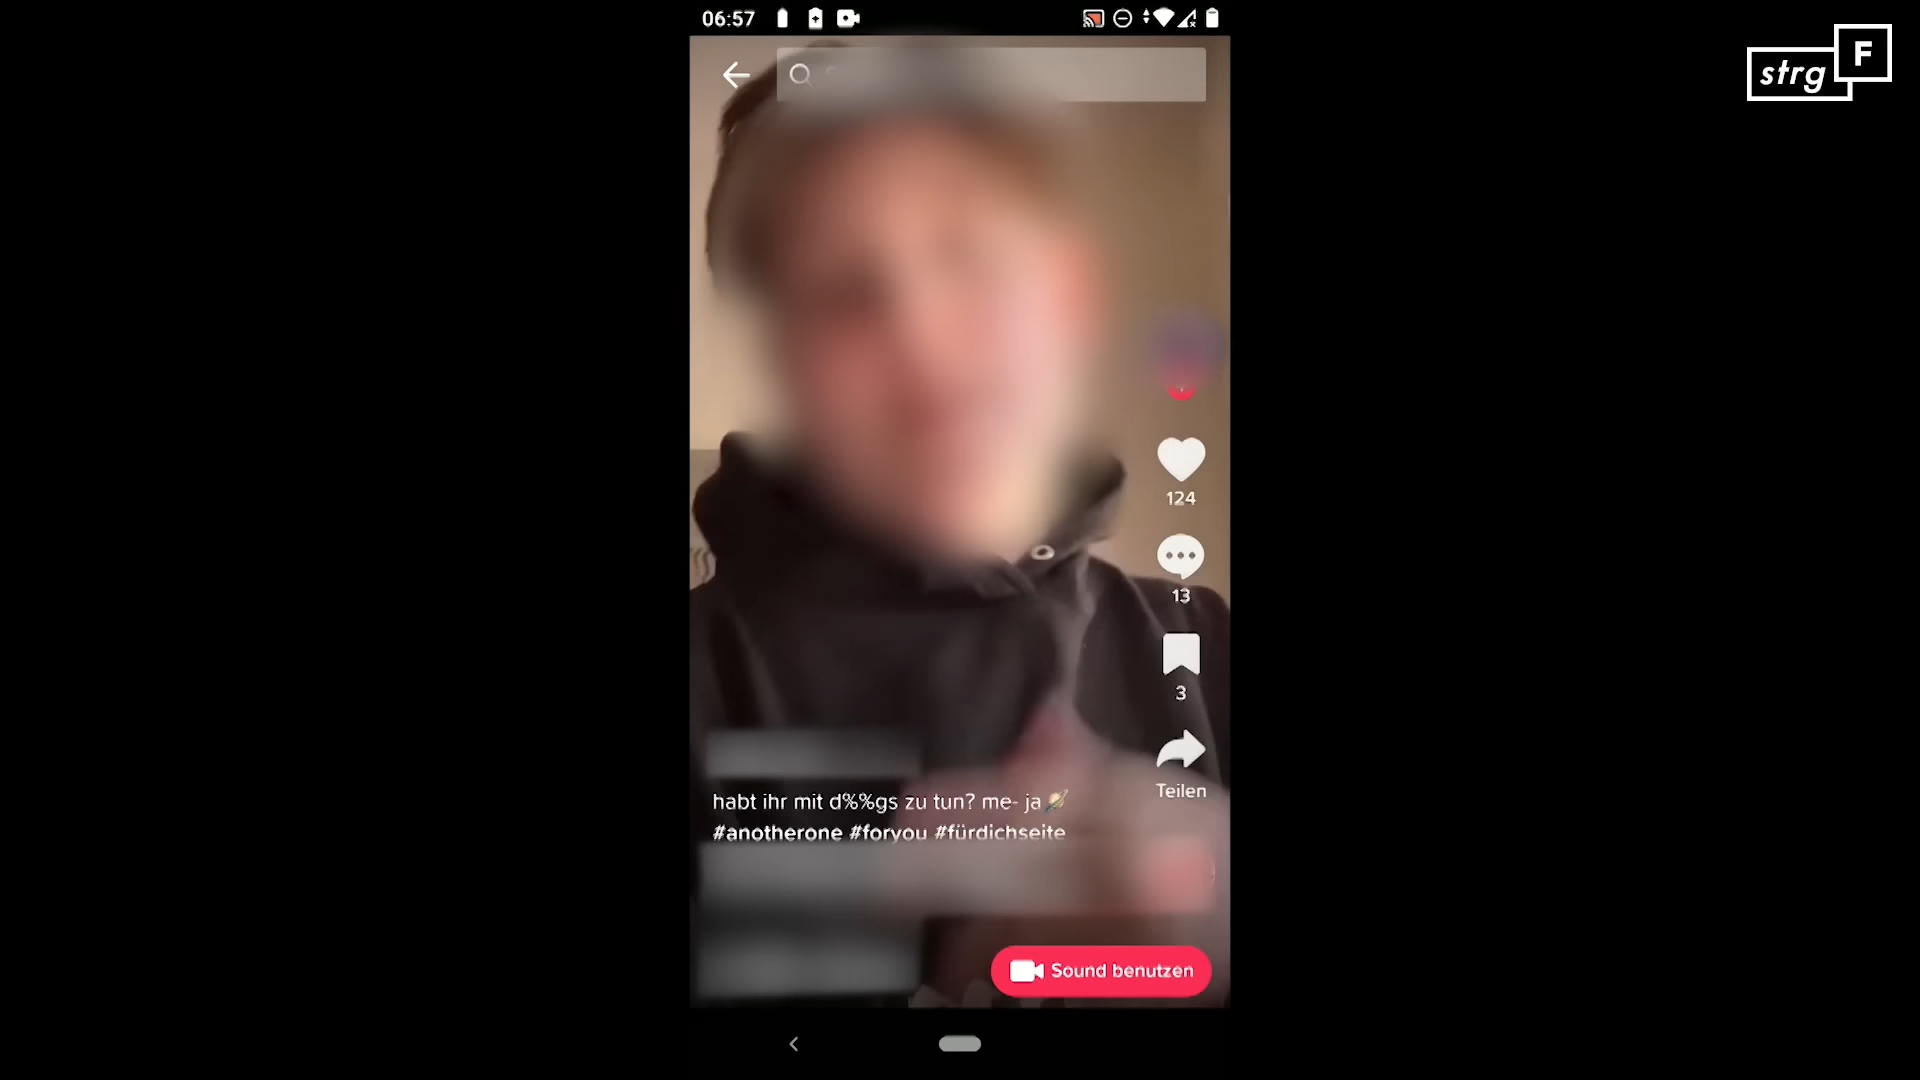 06:57
strg F
124
13
3
Teilen
habt ihr mit d%%gs zu tun? me- ja🪐
#anotherone #foryou #fürdichseite
Sound benutzen